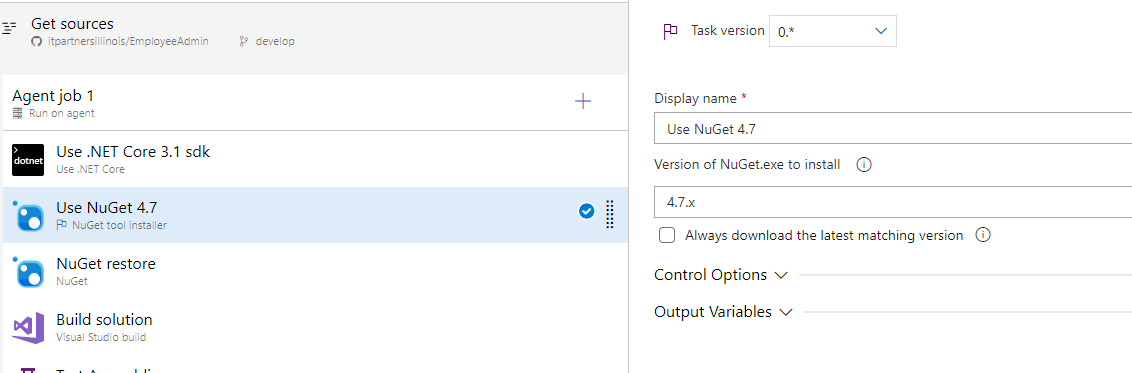 Get sources
itpartnersillinois/EmployeeAdmin develop
Agent job 1
Run on agent
dotnet
Use .NET Core 3.1 sdk
Use .NET Core
Use NuGet 4.7
NuGet tool installer
NuGet restore
NuGet
Build solution
Visual Studio build
Task version 0.*
Display name *
Use NuGet 4.7
Version of NuGet.exe to install
4.7.x
Always download the latest matching version
Control Options
Output Variables